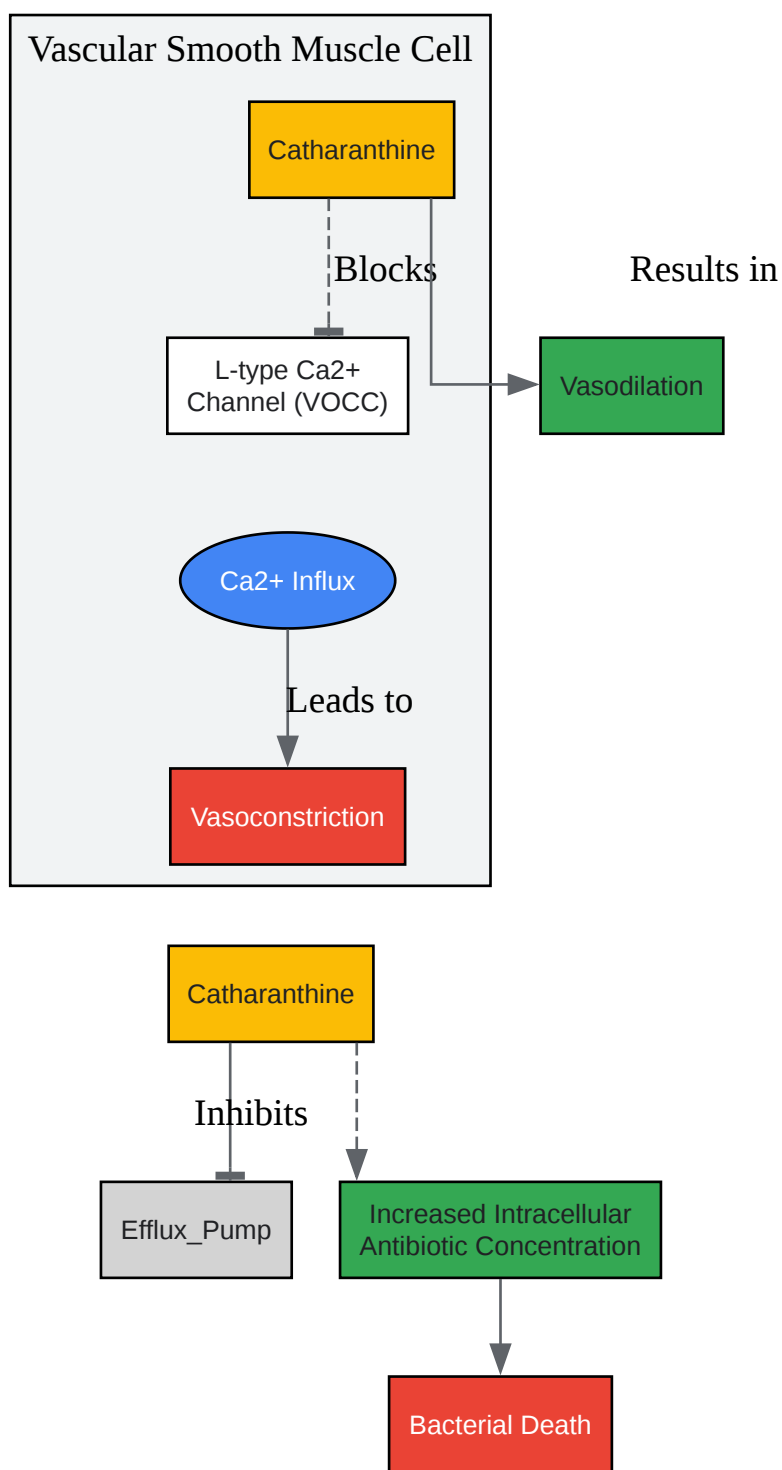 Vascular Smooth Muscle Cell
Catharanthine
Blocks
Results in
L-type Ca2+
Channel (VOCC)
Vasodilation
Ca2+ Influx
Leads to
Vasoconstriction
Catharanthine
Inhibits
Efflux_Pump
Increased Intracellular
Antibiotic Concentration
Bacterial Death